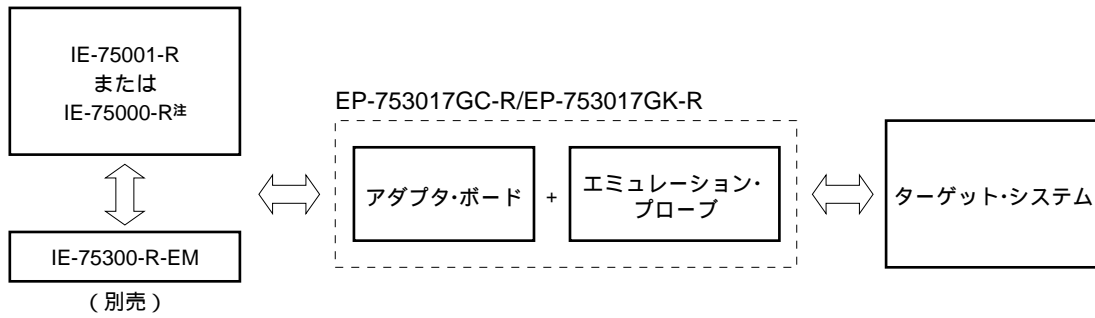 IE-75001-R
または
IE-75000-R注
IE-75300-R-EM
(別売)
EP-753017GC-R/EP-753017GK-R
アダプタ・ボード
+
エミュレーション・
プローブ
ターゲット・システム